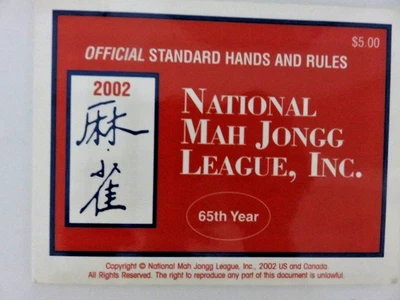 $5.00
OFFICIAL STANDARD HANDS AND RULES
2002
麻
雀
NATIONAL
MAH JONGG
LEAGUE, INC.
65th Year
Copyright © National Mah Jongg League, Inc., 2002 US and Canada
All Rights Reserved. The right to reproduce any part of this document is unlawful.